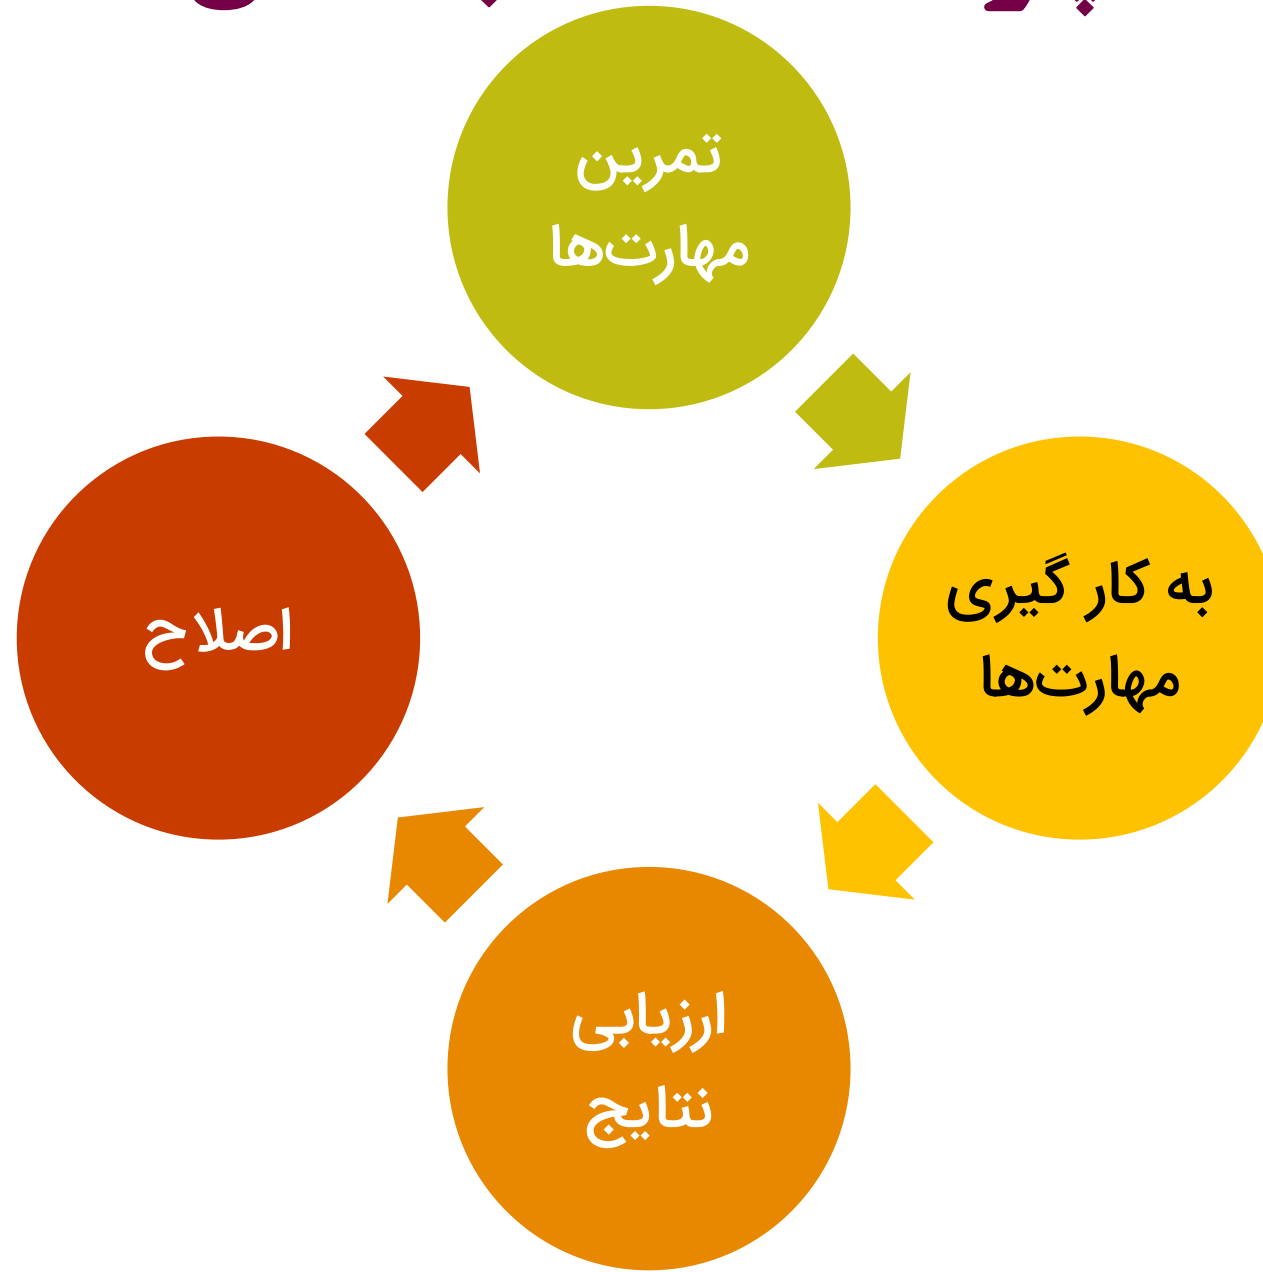 تمرین
مهارت‌ها
به کار گیری
مهارت‌ها
ارزیابی
نتایج
اصلاح